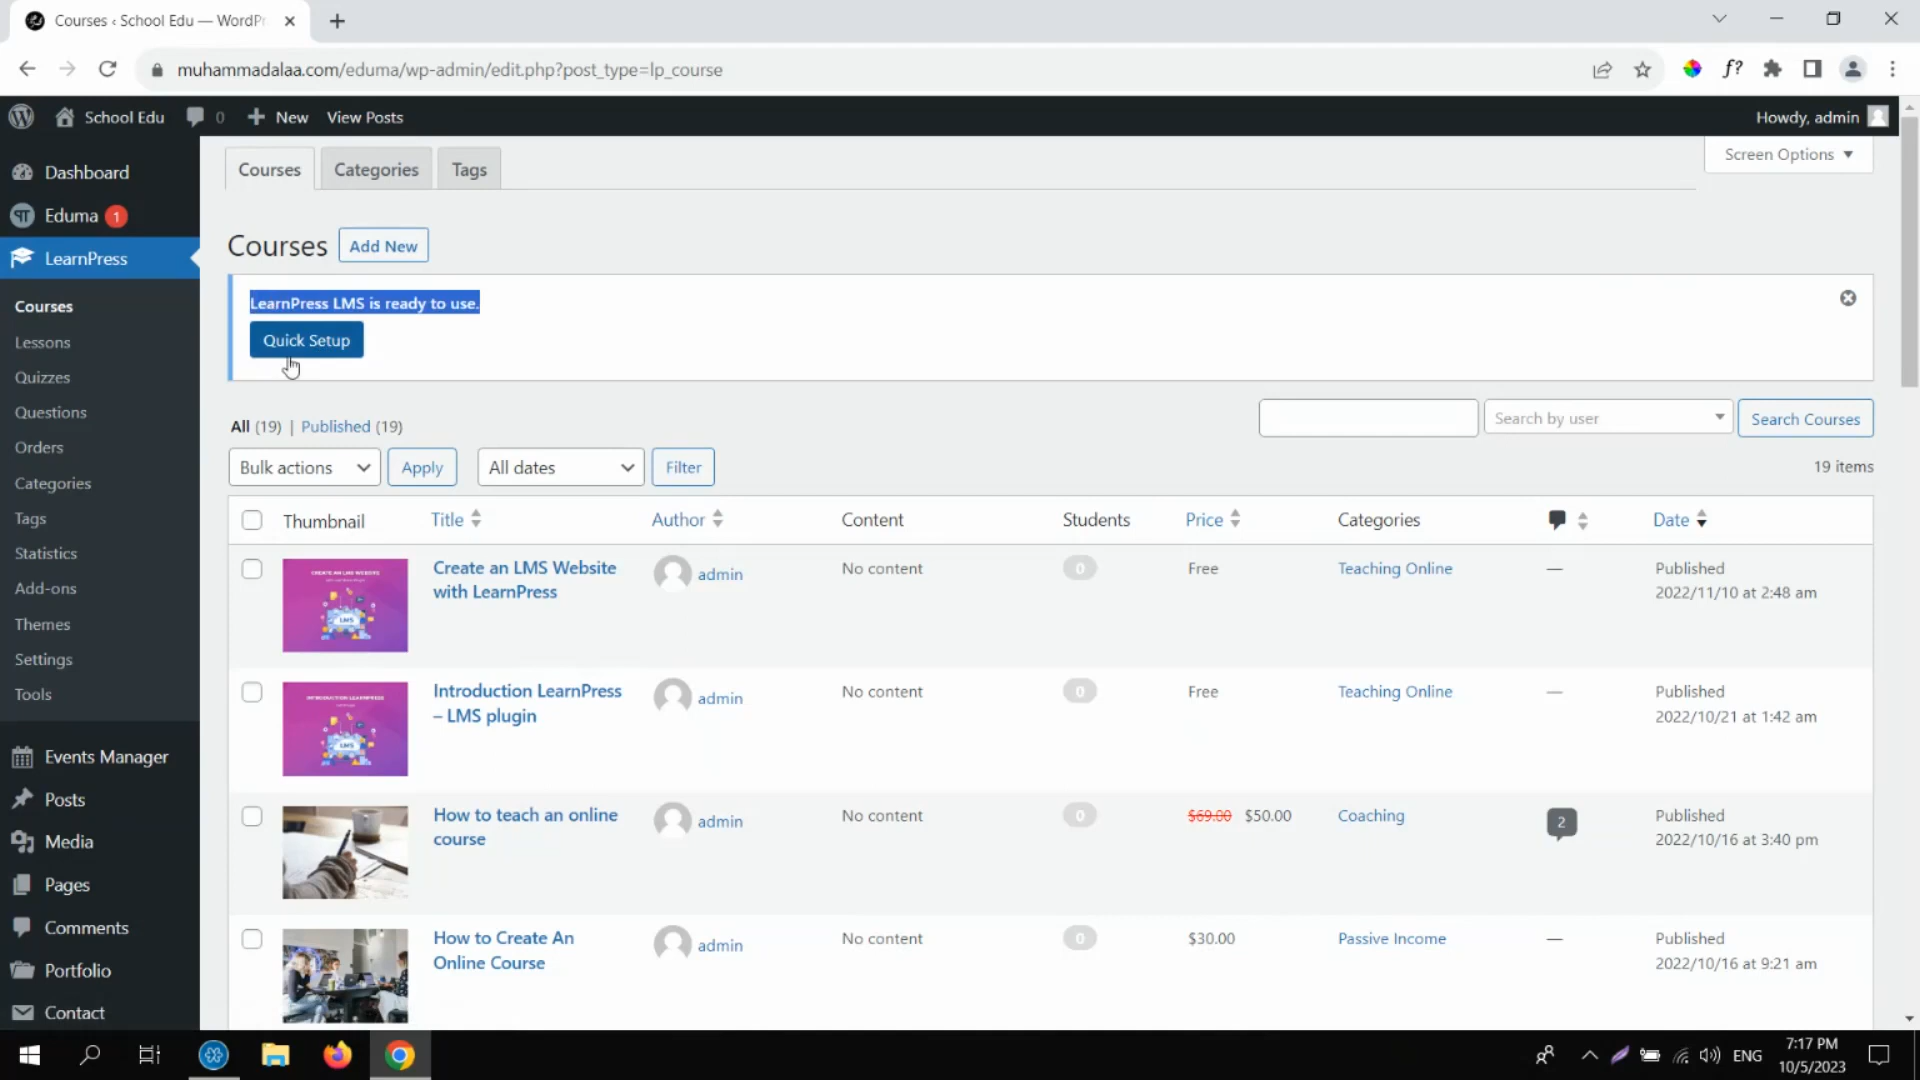 Courses ‹ School Edu — WordPr
muhammadalaa.com/eduma/wp-admin/edit.php?post_type=lp_course
f?
School Edu 0 New View Posts
Howdy, admin
Dashboard
Eduma 1
LearnPress
Courses
Lessons
Quizzes
Questions
Orders
Categories
Tags
Statistics
Add-ons
Themes
Settings
Tools
Events Manager
Posts
Media
Pages
Comments
Portfolio
Contact
Courses Categories Tags
Screen Options
Courses Add New
LearnPress LMS is ready to use.
Quick Setup
All (19) | Published (19)
Search by user
Search Courses
Bulk actions Apply All dates Filter
19 items
Thumbnail Title Author Content Students Price Categories Date
CREATE AN LMS WEBSITE
LMS
Create an LMS Website
with LearnPress
admin
No content
0
Free
Teaching Online
—
Published
2022/11/10 at 2:48 am
INTRODUCTION LEARNPRESS
LMS
Introduction LearnPress
– LMS plugin
admin
No content
0
Free
Teaching Online
—
Published
2022/10/21 at 1:42 am
How to teach an online
course
admin
No content
0
$69.00 $50.00
Coaching
2
Published
2022/10/16 at 3:40 pm
How to Create An
Online Course
admin
No content
0
$30.00
Passive Income
—
Published
2022/10/16 at 9:21 am
ENG
7:17 PM
10/5/2023